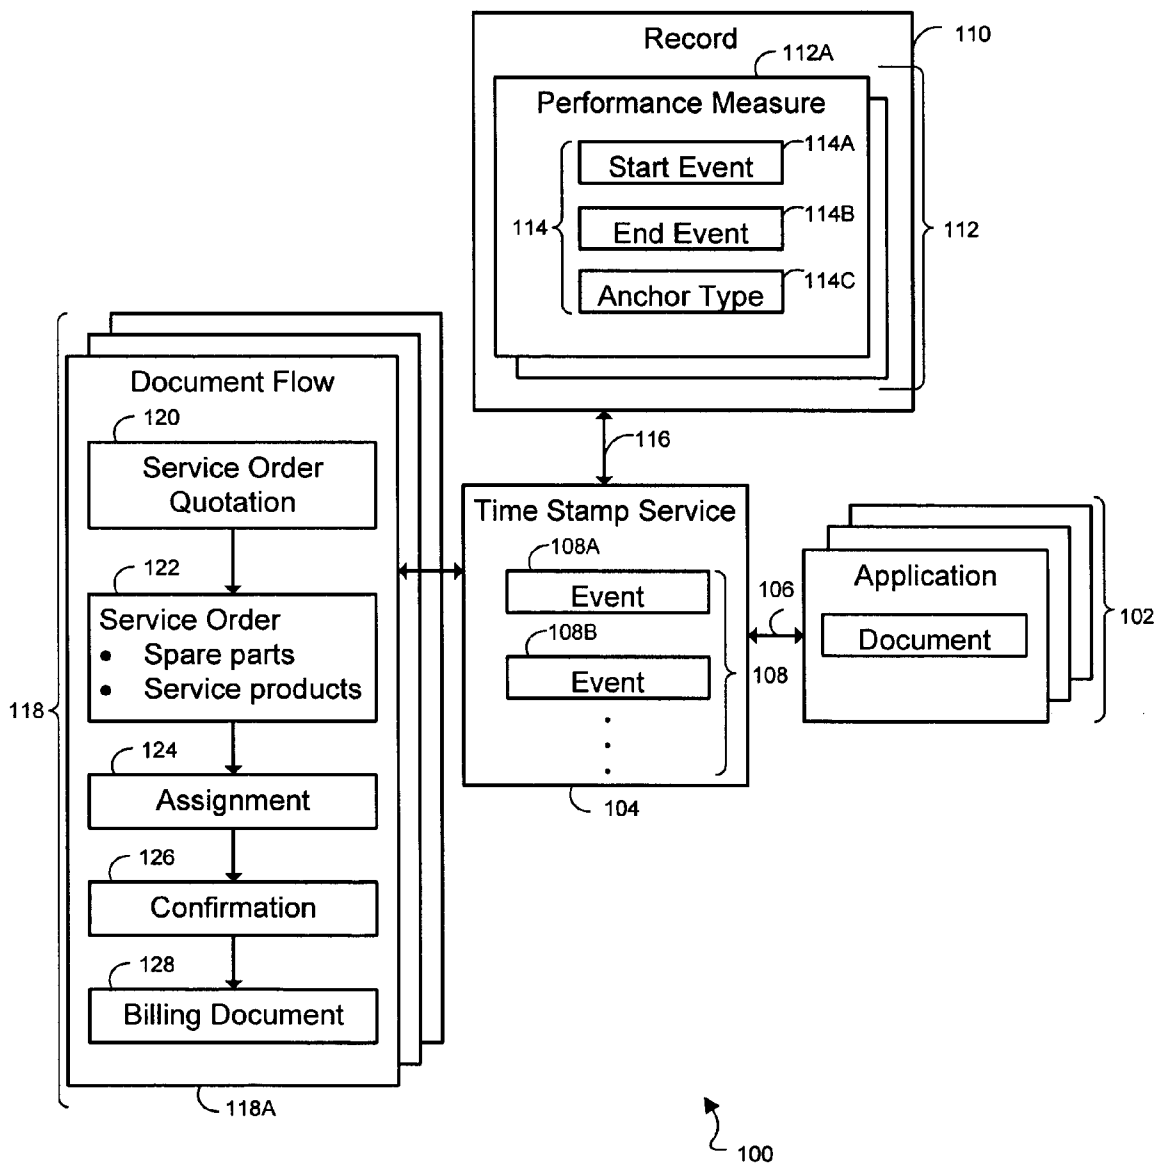 Record
110
112A
Performance Measure
114A
Start Event
114
114B
End Event
112
114C
Anchor Type
116
Document Flow
120
Service Order
Quotation
122
Service Order
• Spare parts
• Service products
118
124
Assignment
126
Confirmation
128
Billing Document
118A
Time Stamp Service
108A
Event
108B
Event
108
104
106
Application
Document
102
100